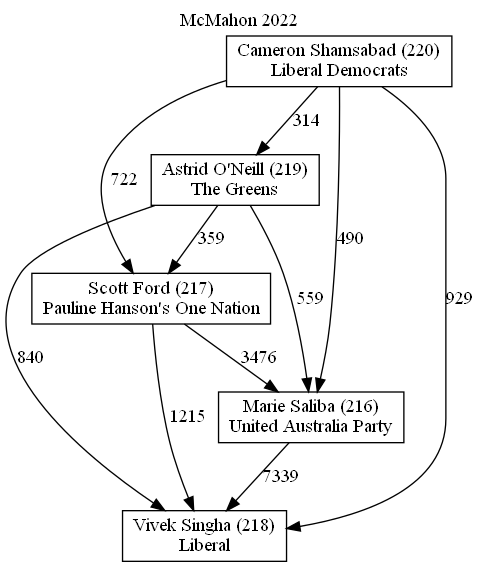 McMahon 2022
Cameron Shamsabad (220)
Liberal Democrats
314
Astrid O'Neill (219)
The Greens
722
359
490
559
929
Scott Ford (217)
Pauline Hanson's One Nation
840
3476
1215
Marie Saliba (216)
United Australia Party
7339
Vivek Singha (218)
Liberal